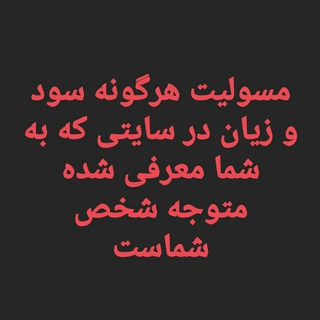 مسولیت هرگونه سود
و زیان در سایتی که به
شما معرفی شده
متوجه شخص
شماست